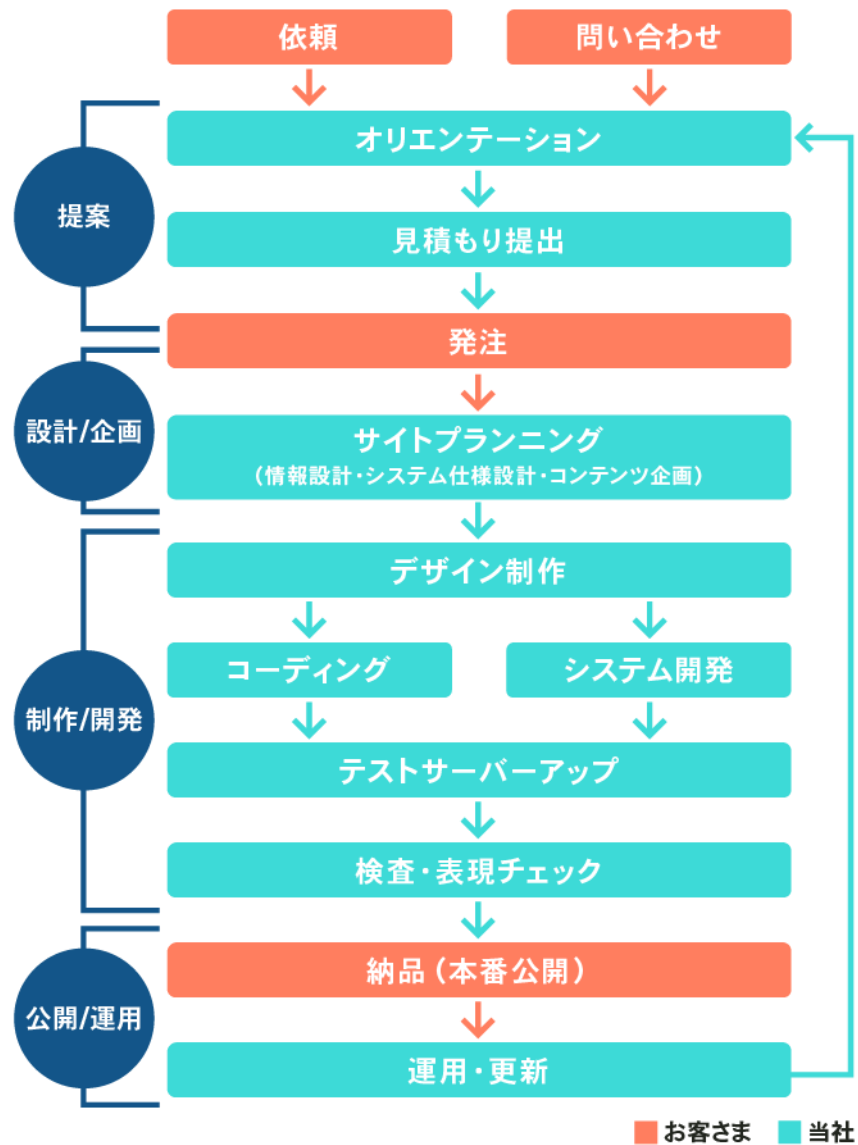 依頼
問い合わせ
オリエンテーション
提案
見積もり提出
発注
設計/企画
サイトプランニング
（情報設計・システム仕様設計・コンテンツ企画）
デザイン制作
コーディング
システム開発
制作/開発
テストサーバーアップ
検査・表現チェック
納品（本番公開）
公開/運用
運用・更新
お客さま
当社